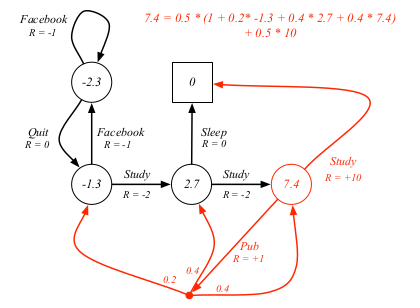 Facebook
R = -1
7.4 = 0.5 * (1 + 0.2* -1.3 + 0.4 * 2.7 + 0.4 * 7.4)
+ 0.5 * 10
-2.3
0
Quit
R = 0
Facebook
R = -1
Sleep
R = 0
Study
R = +10
-1.3
Study
R = -2
2.7
Study
R = -2
7.4
Pub
R = +1
0.2
0.4
0.4